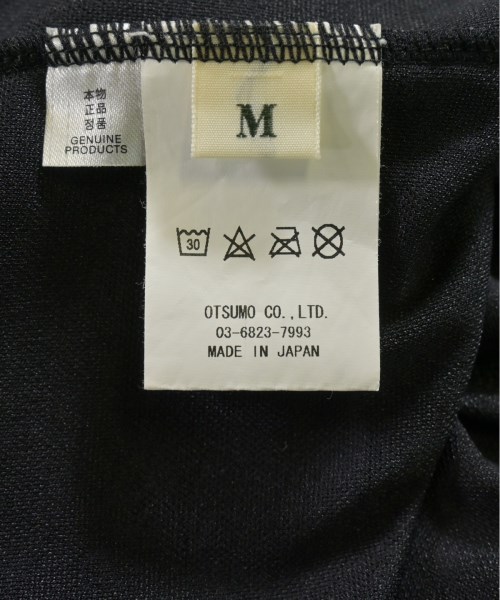 本物
正品
정품
GENUINE
PRODUCTS
M
30
OTSUMO CO.,LTD.
03-6823-7993
MADE IN JAPAN